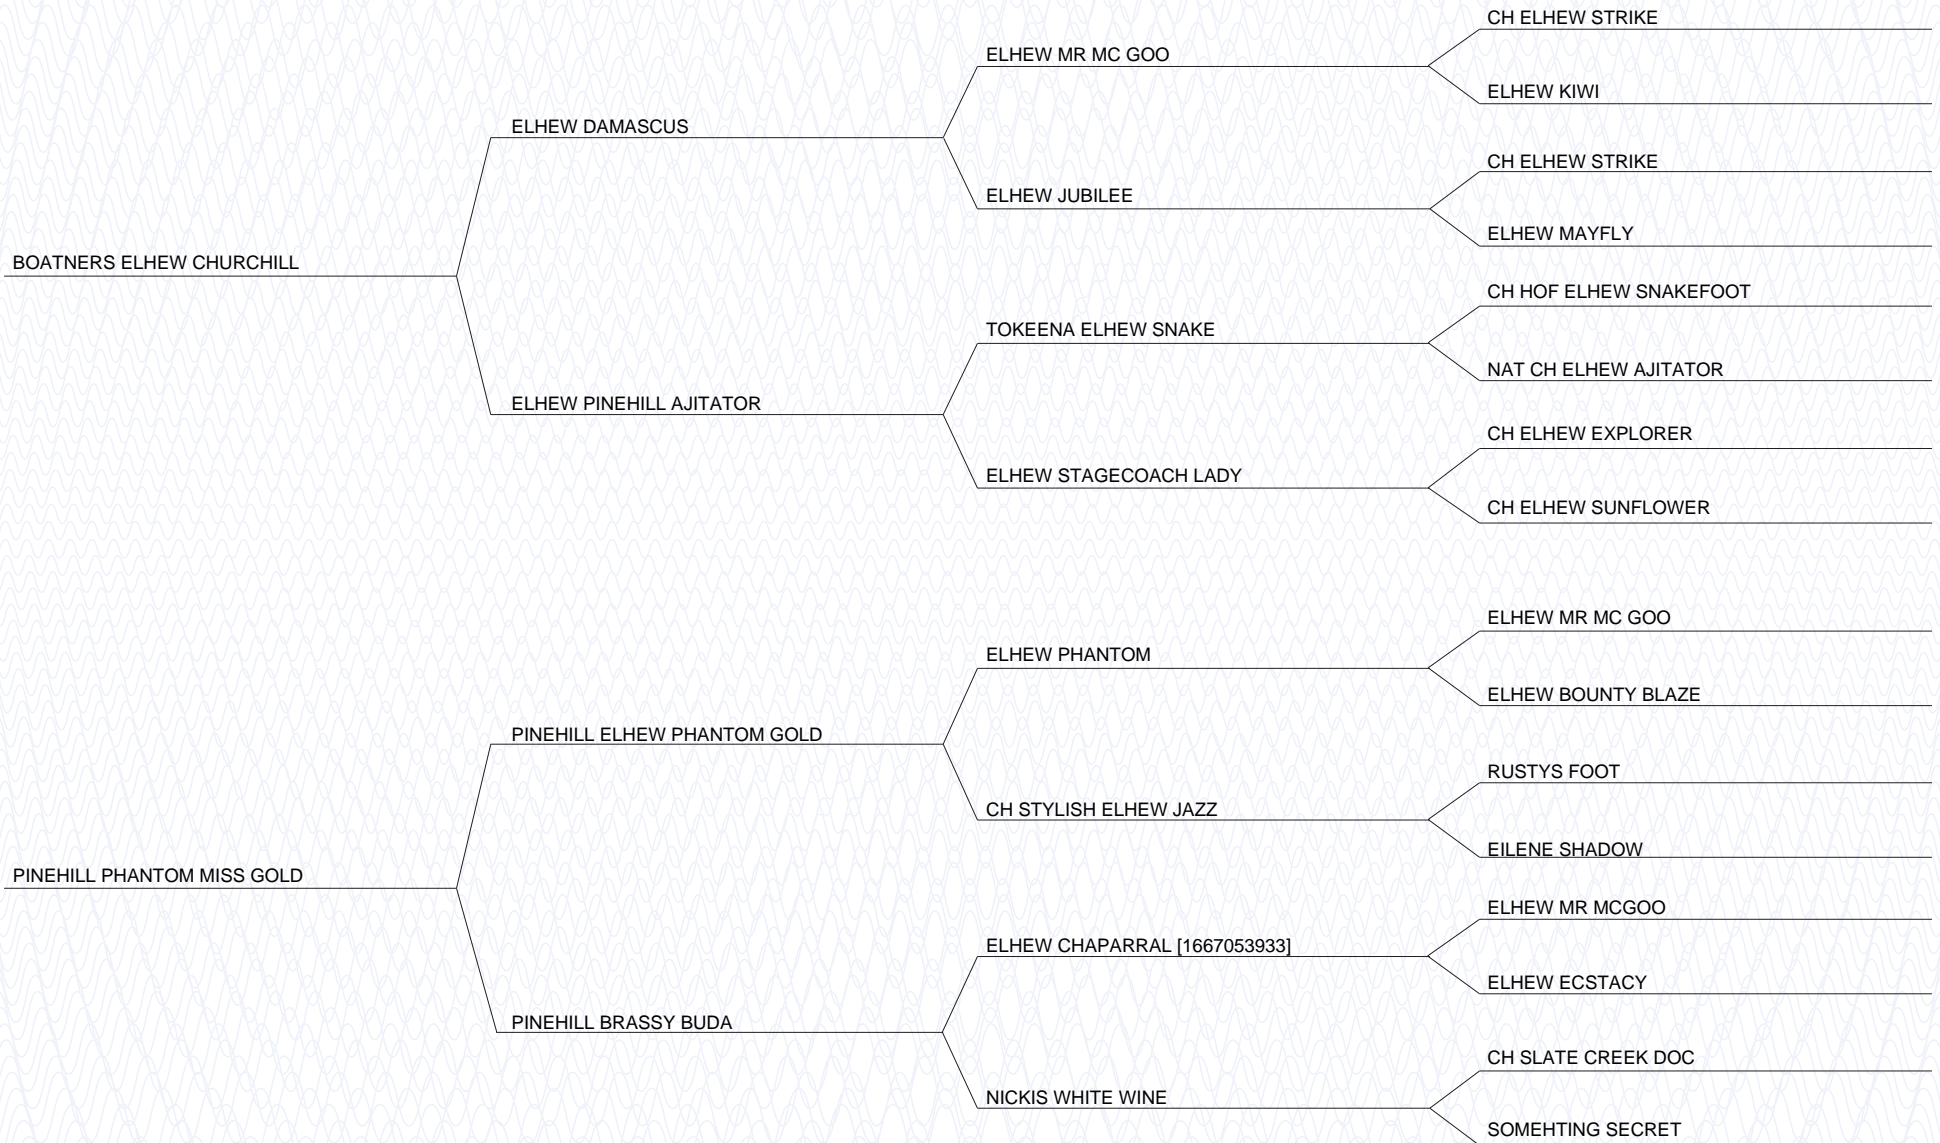 CH ELHEW STRIKE
ELHEW MR MC GOO
ELHEW KIWI
ELHEW DAMASCUS
CH ELHEW STRIKE
ELHEW JUBILEE
ELHEW MAYFLY
BOATNERS ELHEW CHURCHILL
CH HOF ELHEW SNAKEFOOT
TOKEENA ELHEW SNAKE
NAT CH ELHEW AJITATOR
ELHEW PINEHILL AJITATOR
CH ELHEW EXPLORER
ELHEW STAGECOACH LADY
CH ELHEW SUNFLOWER
ELHEW MR MC GOO
ELHEW PHANTOM
ELHEW BOUNTY BLAZE
PINEHILL ELHEW PHANTOM GOLD
RUSTYS FOOT
CH STYLISH ELHEW JAZZ
EILENE SHADOW
PINEHILL PHANTOM MISS GOLD
ELHEW MR MCGOO
ELHEW CHAPARRAL [1667053933]
ELHEW ECSTACY
PINEHILL BRASSY BUDA
CH SLATE CREEK DOC
NICKIS WHITE WINE
SOMEHTING SECRET